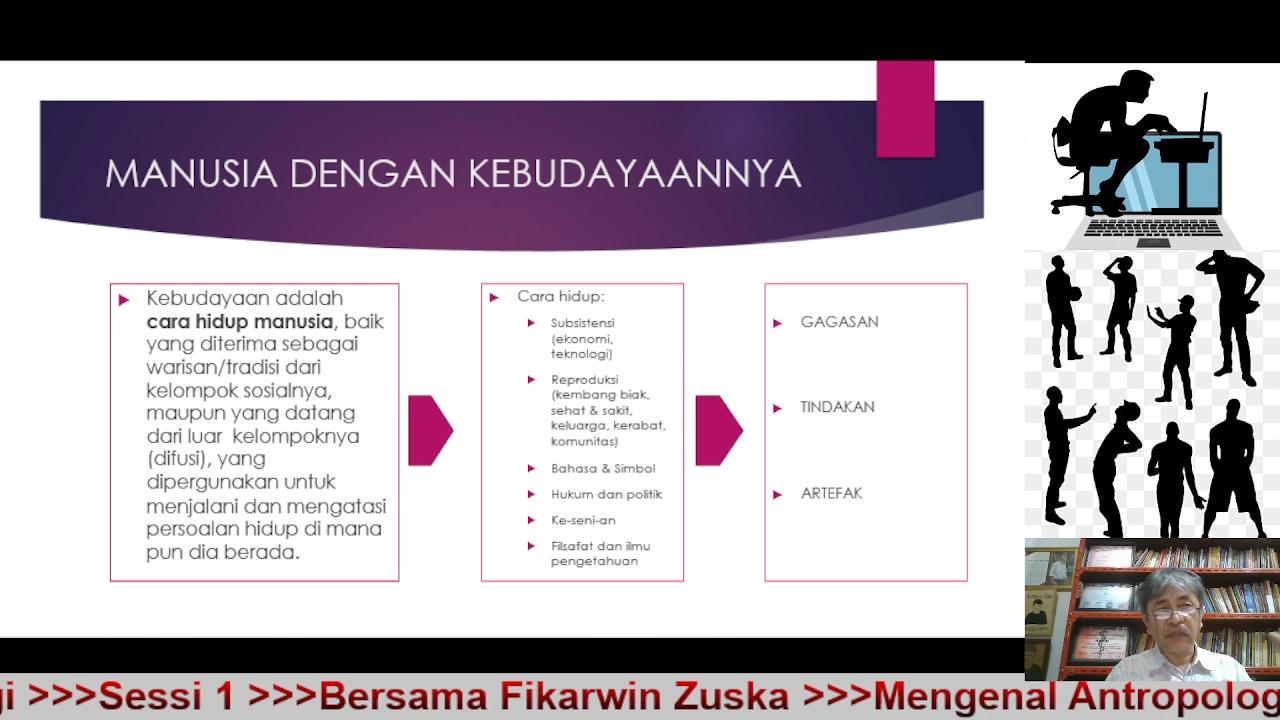 MANUSIA DENGAN KEBUDAYAANNYA
Kebudayaan adalah
cara hidup manusia, baik
yang diterima sebagai
warisan/tradisi dari
kelompok sosialnya,
maupun yang datang
dari luar kelompoknya
(difusi), yang
dipergunakan untuk
menjalani dan mengatasi
persoalan hidup di mana
pun dia berada.
Cara hidup:
Subsistensi
(ekonomi,
teknologi)
Reproduksi
(kembang biak,
sehat & sakit,
keluarga, kerabat,
komunitas)
Bahasa & Simbol
Hukum dan politik
Ke-seni-an
Filsafat dan ilmu
pengetahuan
GAGASAN
TINDAKAN
ARTEFAK
gi >>>Sessi 1 >>>Bersama Fikarwin Zuska >>>Mengenal Antropolog